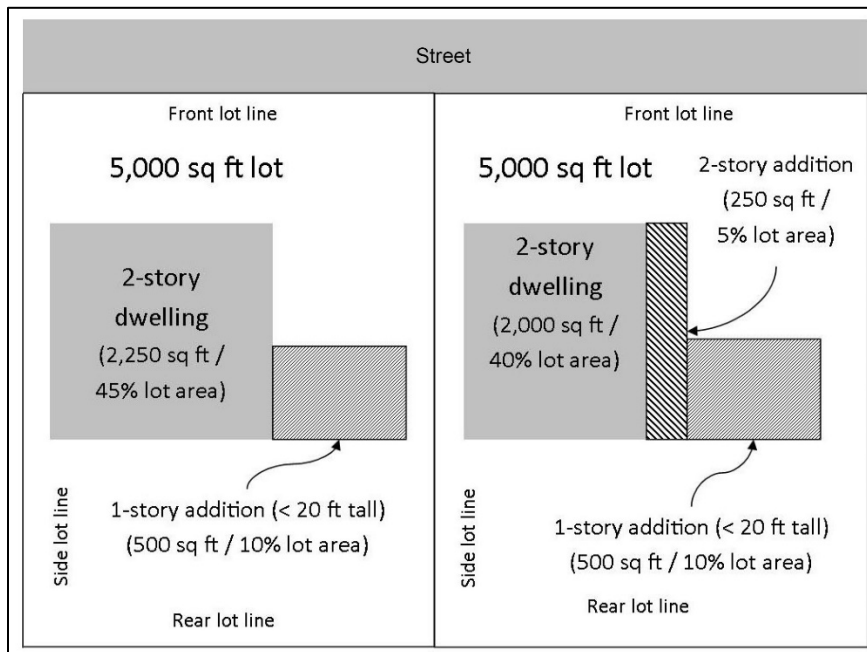 Street
Front lot line
5,000 sq ft lot
2-story
dwelling
(2,250 sq ft /
45% lot area)
1-story addition (< 20 ft tall)
(500 sq ft / 10% lot area)
Side lot line
Rear lot line
Front lot line
5,000 sq ft lot
2-story addition
(250 sq ft /
5% lot area)
2-story
dwelling
(2,000 sq ft /
40% lot area)
1-story addition (< 20 ft tall)
(500 sq ft / 10% lot area)
Side lot line
Rear lot line